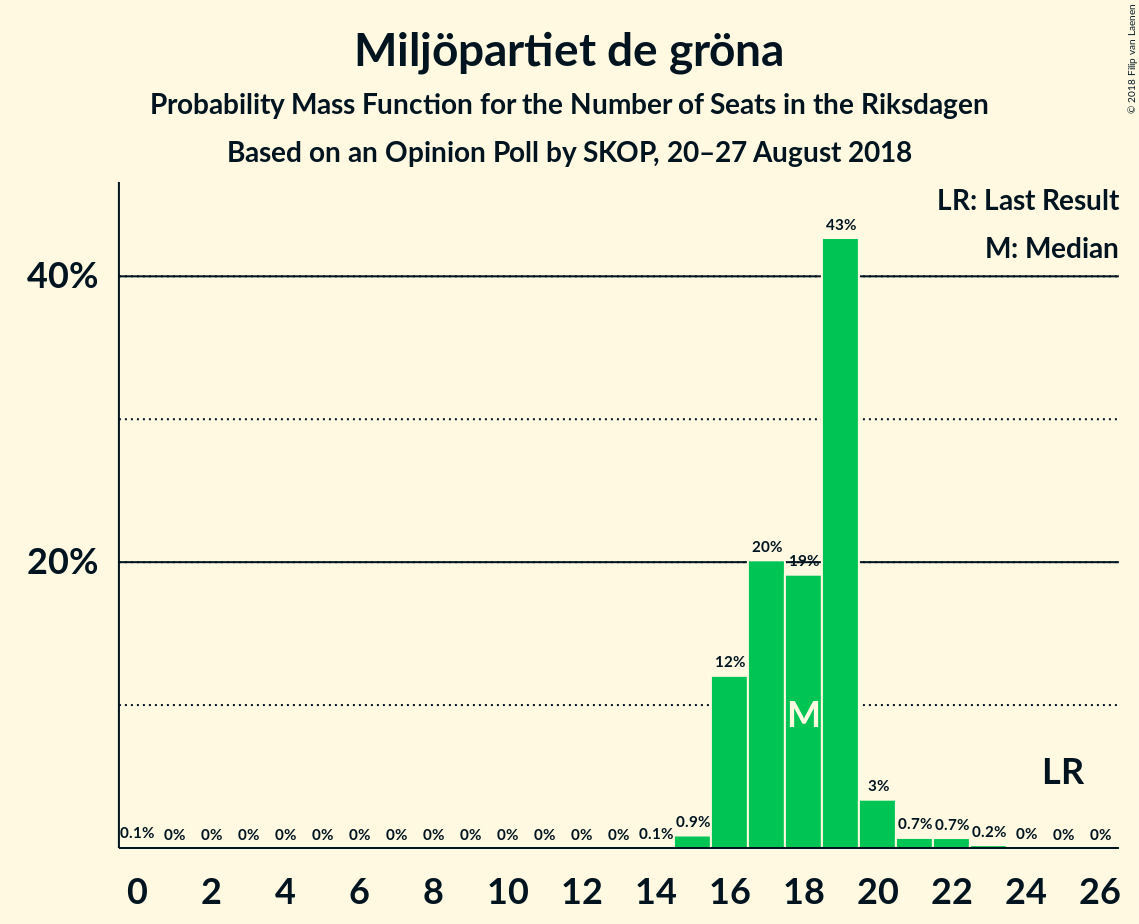 Miljöpartiet de gröna
Probability Mass Function for the Number of Seats in the Riksdagen
Based on an Opinion Poll by SKOP, 20–27 August 2018
© 2018 Filip van Laenen
LR: Last Result
M: Median
40%
20%
0.1% 0% 0% 0% 0% 0% 0% 0% 0% 0% 0% 0% 0% 0% 0.1% 0.9% 12% 20% 19% 43% 3% 0.7% 0.7% 0.2% 0% 0% 0%
M
LR
0 2 4 6 8 10 12 14 16 18 20 22 24 26